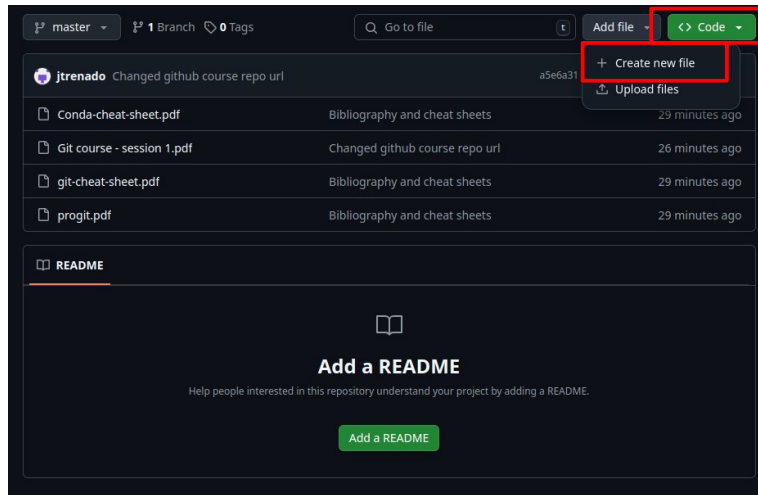 master 1 Branch 0 Tags Go to file t Add file <> Code
+ Create new file
jtrenado Changed github course repo url a5e6a31
Upload files
Conda-cheat-sheet.pdf Bibliography and cheat sheets 29 minutes ago
Git course - session 1.pdf Changed github course repo url 26 minutes ago
git-cheat-sheet.pdf Bibliography and cheat sheets 29 minutes ago
progit.pdf Bibliography and cheat sheets 29 minutes ago
README
Add a README
Help people interested in this repository understand your project by adding a README.
Add a README